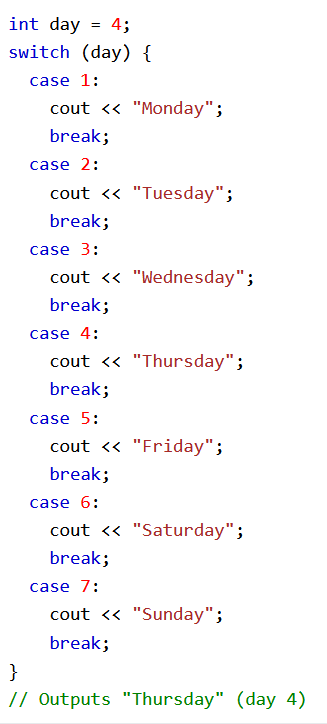 int day = 4;
switch (day) {
  case 1:
    cout << "Monday";
    break;
  case 2:
    cout << "Tuesday";
    break;
  case 3:
    cout << "Wednesday";
    break;
  case 4:
    cout << "Thursday";
    break;
  case 5:
    cout << "Friday";
    break;
  case 6:
    cout << "Saturday";
    break;
  case 7:
    cout << "Sunday";
    break;
}
// Outputs "Thursday" (day 4)